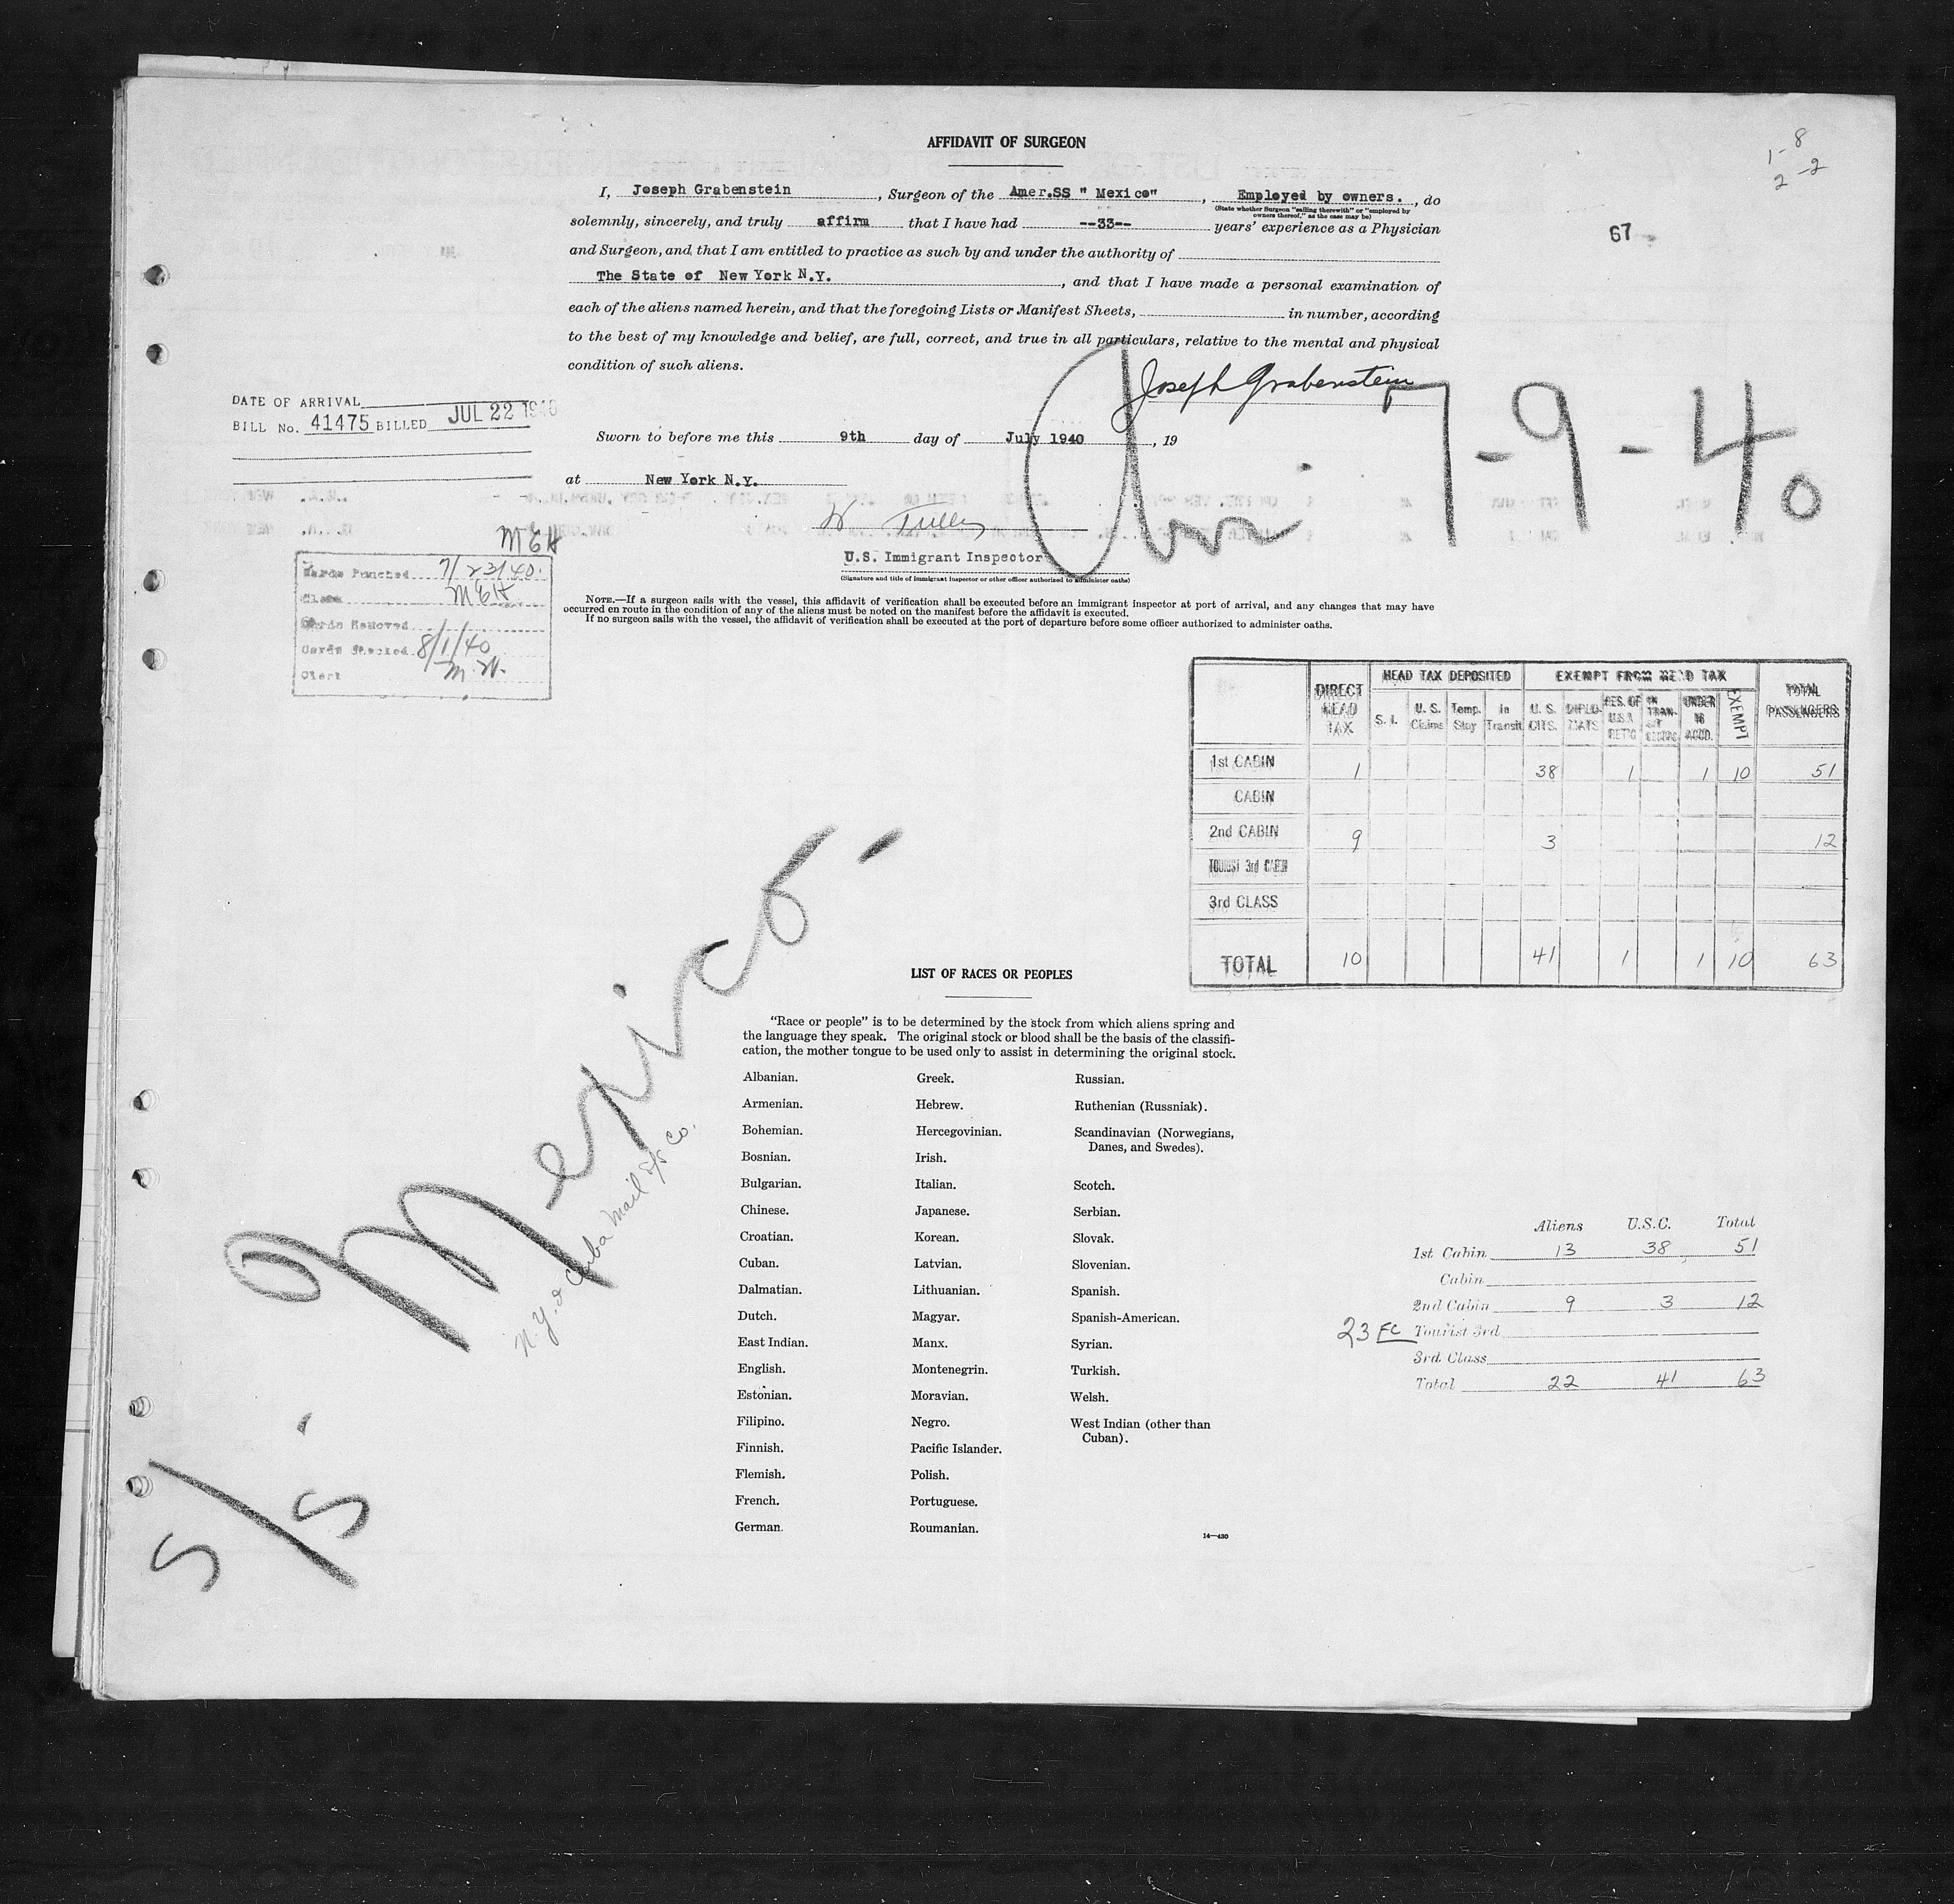 AFFIDAVIT OF SURGEON
1-8
2-2
67
I, Joseph Grabenstein, Surgeon of the Amer.SS " Mexico", Employed by owners., do
(State whether Surgeon "sailing therewith" or "employed by owners thereof," as the case may be)
solemnly, sincerely, and truly affirm that I have had --33-- years' experience as a Physician
and Surgeon, and that I am entitled to practice as such by and under the authority of
The State of New York N.Y., and that I have made a personal examination of
each of the aliens named herein, and that the foregoing Lists or Manifest Sheets, in number, according
to the best of my knowledge and belief, are full, correct, and true in all particulars, relative to the mental and physical
condition of such aliens.
Joseph Grabenstein
DATE OF ARRIVAL
BILL No. 41475 BILLED JUL 22 1940
Sworn to before me this 9th day of July 1940, 19
7-9-40
at New York N.Y.
W Tulley
U.S. Immigrant Inspector
(Signature and title of immigrant inspector or other officer authorized to administer oaths)
MEH
Cards Punched 7/23/40.
Clerk MEH
Cards Removed
Cards Checked 8/1/40
Clerk M.W.
NOTE.—If a surgeon sails with the vessel, this affidavit of verification shall be executed before an immigrant inspector at port of arrival, and any changes that may have
occurred en route in the condition of any of the aliens must be noted on the manifest before the affidavit is executed.
If no surgeon sails with the vessel, the affidavit of verification shall be executed at the port of departure before some officer authorized to administer oaths.
DIRECT HEAD TAX HEAD TAX DEPOSITED EXEMPT FROM HEAD TAX TOTAL PASSENGERS
S. I. U. S. Claims Temp. Stay In Transit U. S. CITS. DIPLO-MATS RES. OF U.S.A RET'G IN TRAN-SIT UNDER 16 ACCD. EXEMPT
1st CABIN 1 38 1 1 10 51
CABIN
2nd CABIN 9 3 12
TOURIST 3rd CABIN
3rd CLASS
TOTAL 10 41 1 1 10 63
S/S. Mexico-
N.Y. & Cuba Mail S/S Co.
LIST OF RACES OR PEOPLES
"Race or people" is to be determined by the stock from which aliens spring and
the language they speak. The original stock or blood shall be the basis of the classifi-
cation, the mother tongue to be used only to assist in determining the original stock.
Albanian.
Armenian.
Bohemian.
Bosnian.
Bulgarian.
Chinese.
Croatian.
Cuban.
Dalmatian.
Dutch.
East Indian.
English.
Estonian.
Filipino.
Finnish.
Flemish.
French.
German.
Greek.
Hebrew.
Hercegovinian.
Irish.
Italian.
Japanese.
Korean.
Latvian.
Lithuanian.
Magyar.
Manx.
Montenegrin.
Moravian.
Negro.
Pacific Islander.
Polish.
Portuguese.
Roumanian.
Russian.
Ruthenian (Russniak).
Scandinavian (Norwegians,
Danes, and Swedes).
Scotch.
Serbian.
Slovak.
Slovenian.
Spanish.
Spanish-American.
Syrian.
Turkish.
Welsh.
West Indian (other than
Cuban).
14—430
Aliens U.S.C. Total
1st Cabin 13 38 51
Cabin
2nd Cabin 9 3 12
23 FC Tourist 3rd
3rd Class
Total 22 41 63